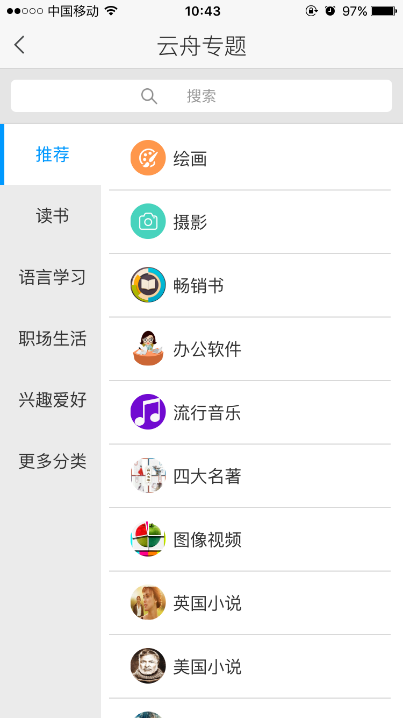 中国移动
10:43
97%
云舟专题
搜索
推荐
读书
语言学习
职场生活
兴趣爱好
更多分类
绘画
摄影
畅销书
办公软件
流行音乐
四大名著
图像视频
英国小说
美国小说